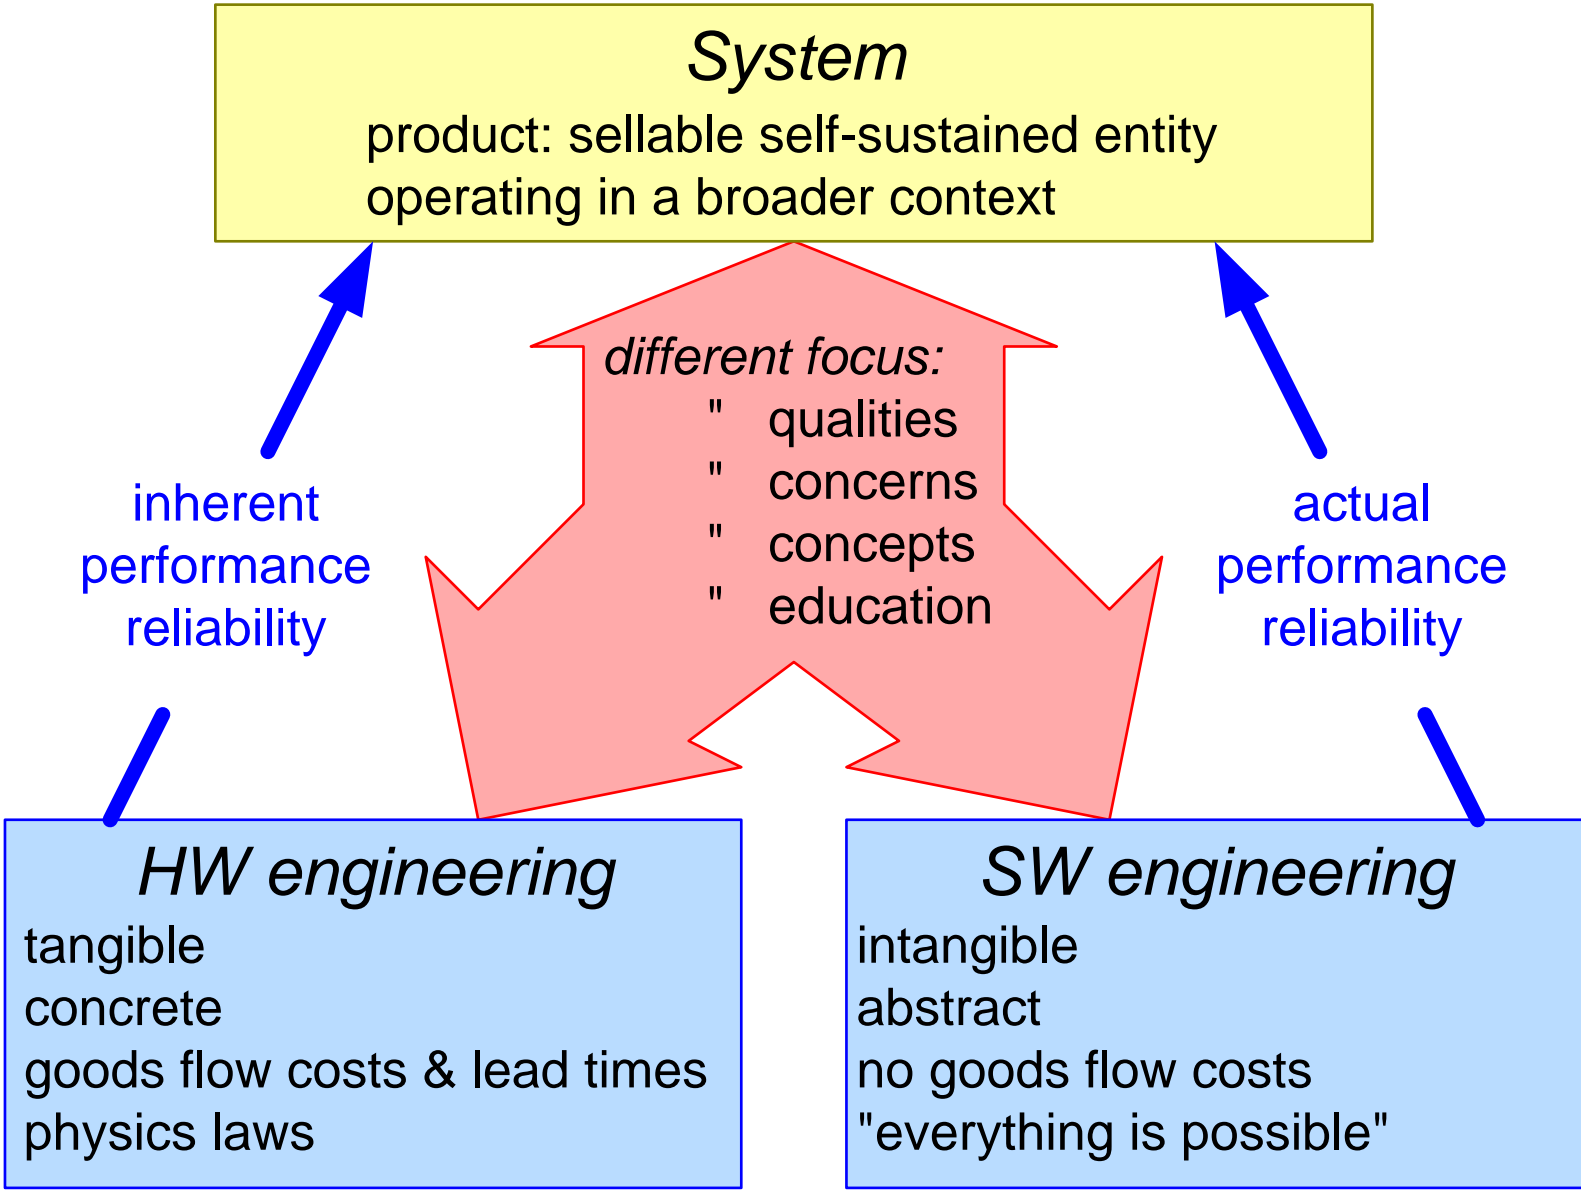 System
product: sellable self-sustained entity
operating in a broader context
different focus:
" qualities
" concerns
" concepts
" education
inherent
performance
reliability
actual
performance
reliability
HW engineering
tangible
concrete
goods flow costs & lead times
physics laws
SW engineering
intangible
abstract
no goods flow costs
"everything is possible"